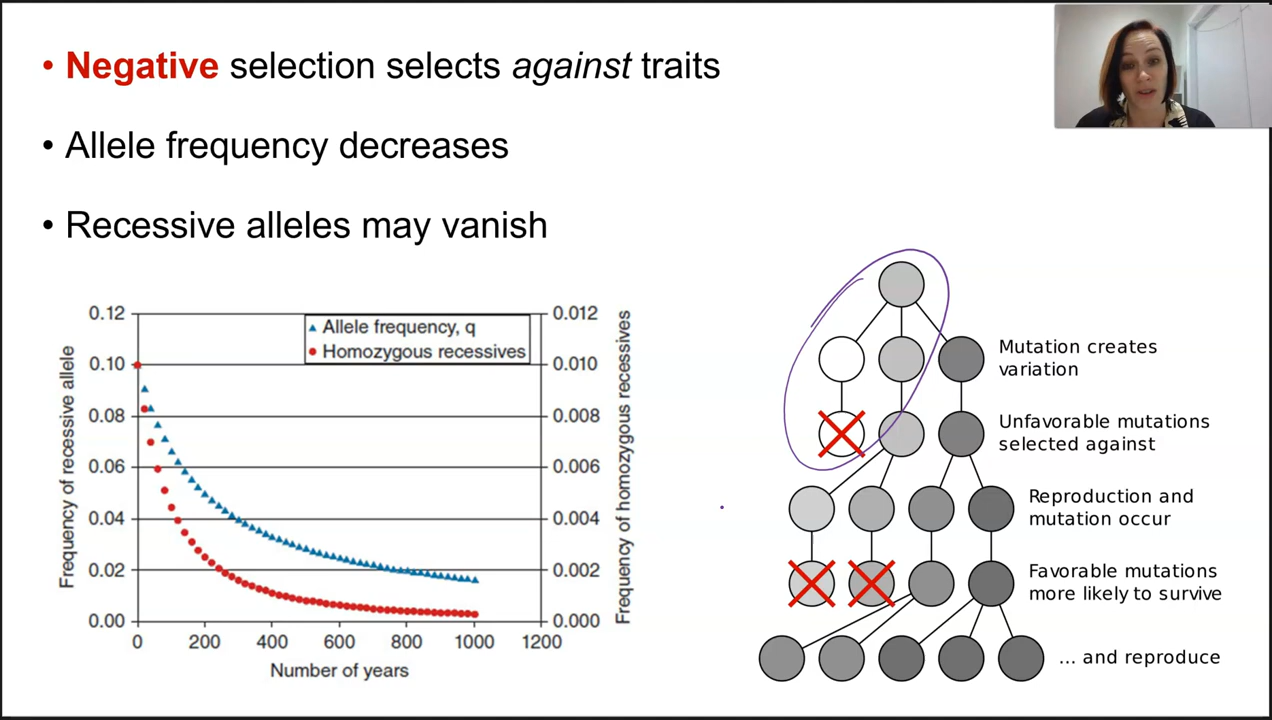 • Negative selection selects against traits
• Allele frequency decreases
• Recessive alleles may vanish
0.12
0.10
0.08
0.06
0.04
0.02
0.00
Frequency of recessive allele
Allele frequency, q
Homozygous recessives
0.012
0.010
0.008
0.006
0.004
0.002
0.000
Frequency of homozygous recessives
0 200 400 600 800 1000 1200
Number of years
Mutation creates
variation
Unfavorable mutations
selected against
Reproduction and
mutation occur
Favorable mutations
more likely to survive
... and reproduce